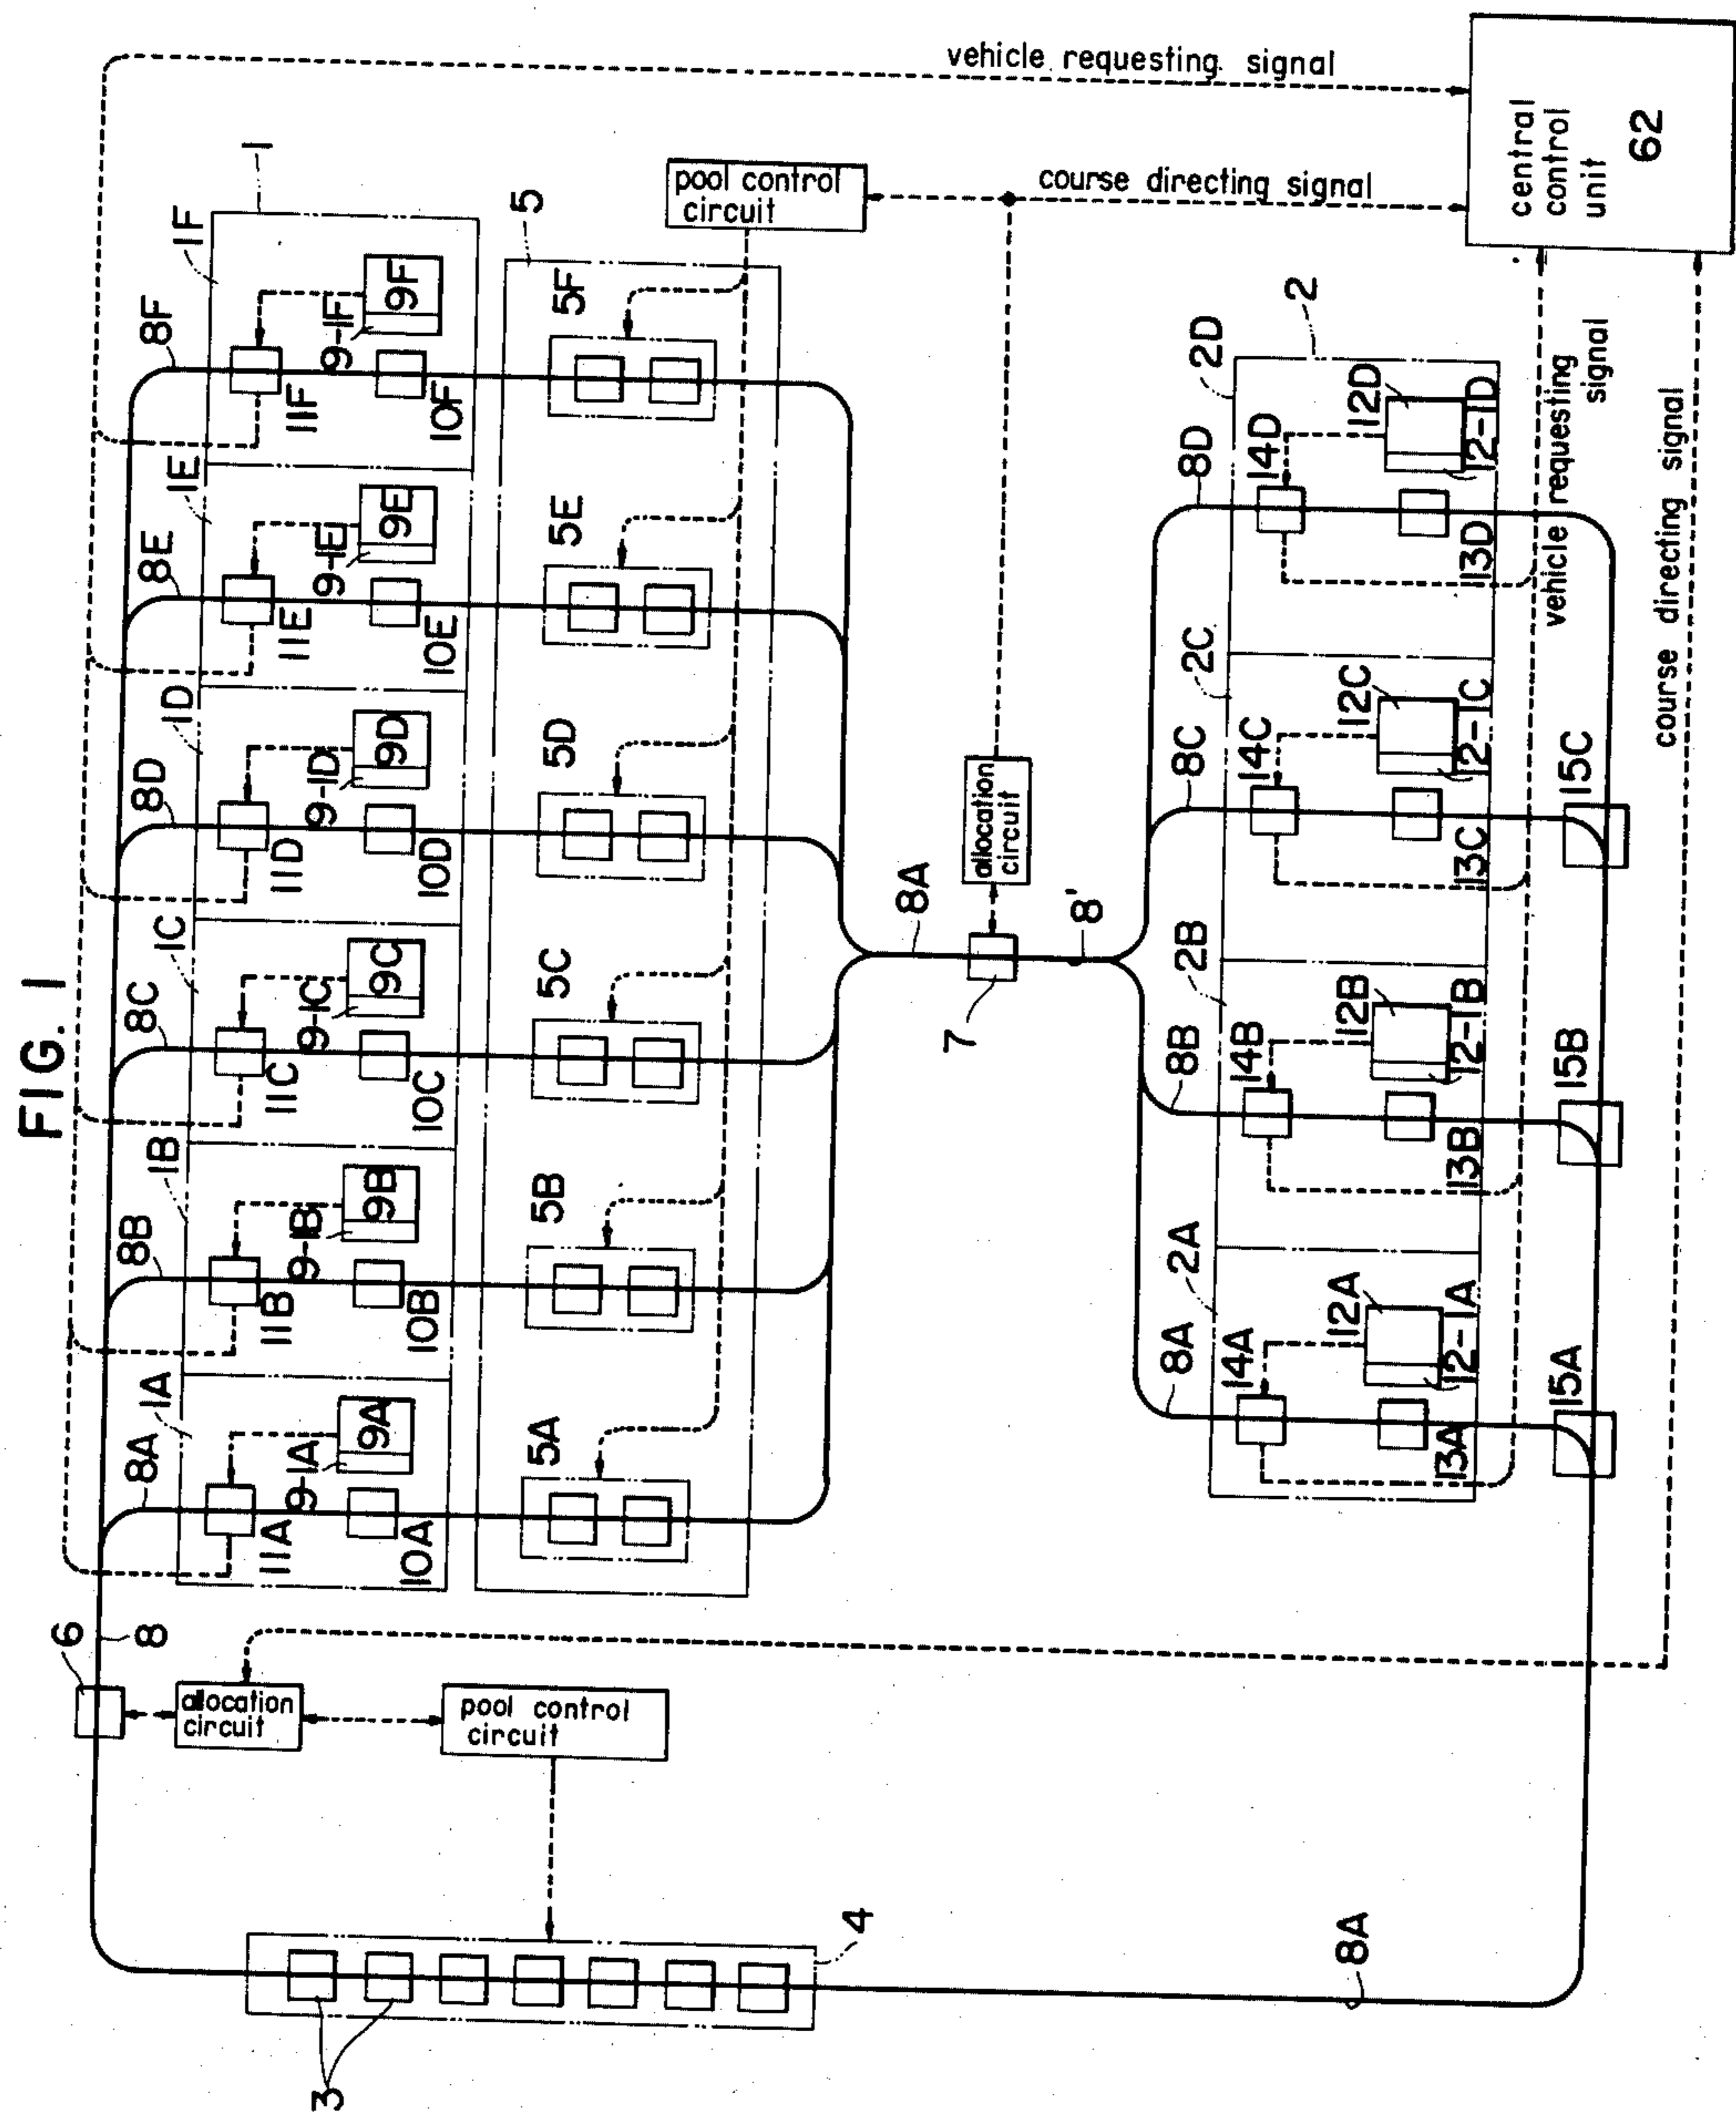 FIG. 1
vehicle requesting signal
central
control
unit
62
course directing signal
pool control
circuit
1
1F
1E
1D
1C
1B
1A
8F
8E
8D
8C
8B
8A
9F
9E
9D
9C
9B
9A
9-1F
9-1E
9-1D
9-1C
9-1B
9-1A
11F
11E
11D
11C
11B
11A
10F
10E
10D
10C
10B
10A
5
5F
5E
5D
5C
5B
5A
6
8
allocation
circuit
pool control
circuit
3
4
8A
7
8'
allocation
circuit
8A
2
2D
2C
2B
2A
8D
8C
8B
8A
14D
14C
14B
14A
12D
12C
12B
12A
12-1D
12-1C
12-1B
12-1A
13D
13C
13B
13A
15C
15B
15A
vehicle requesting
signal
course directing signal